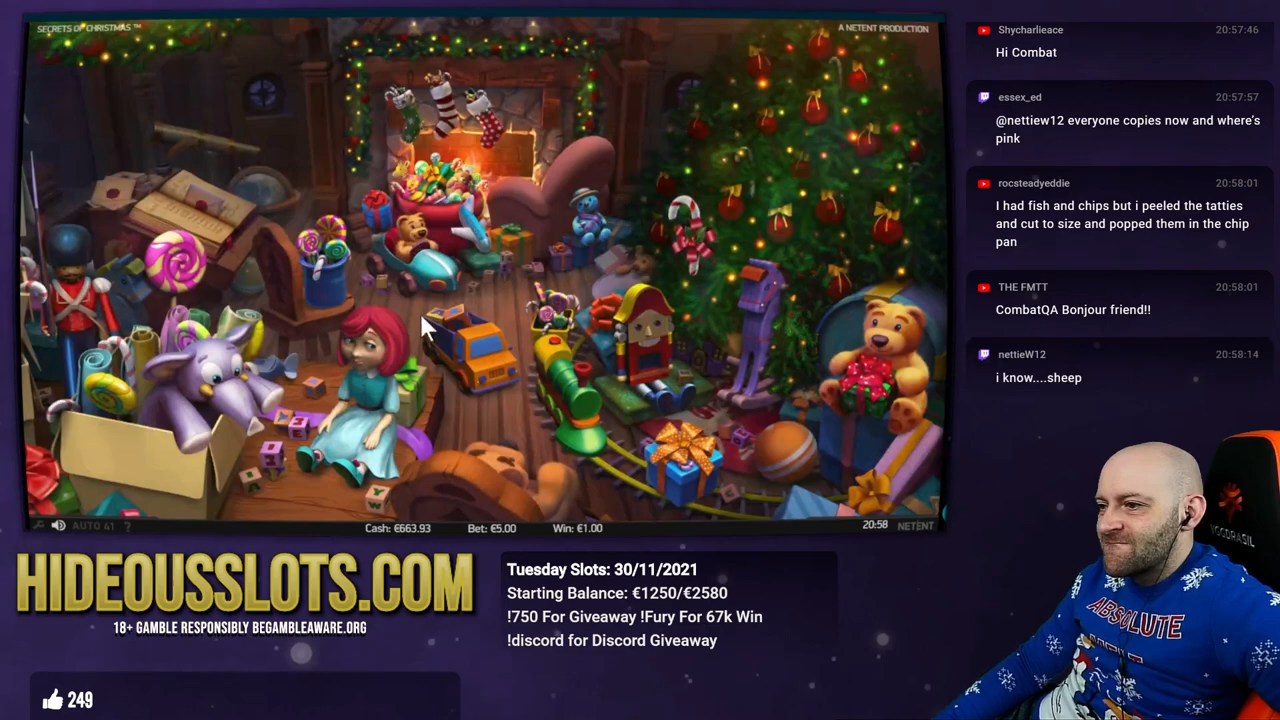 SECRETS OF CHRISTMAS ™
A NETENT PRODUCTION
AUTO 41 ?
Cash: €663.93
Bet: €5.00
Win: €1.00
20:58
NETENT
HIDEOUSSLOTS.COM
18+ GAMBLE RESPONSIBLY BEGAMBLEAWARE.ORG
Tuesday Slots: 30/11/2021
Starting Balance: €1250/€2580
!750 For Giveaway !Fury For 67k Win
!discord for Discord Giveaway
249
Shycharlieace 20:57:46
Hi Combat
essex_ed 20:57:57
@nettiew12 everyone copies now and where's
pink
rocsteadyeddie 20:58:01
I had fish and chips but i peeled the tatties
and cut to size and popped them in the chip
pan
THE FMTT 20:58:01
CombatQA Bonjour friend!!
nettieW12 20:58:14
i know....sheep
YGGDRASIL
ABSOLUTE